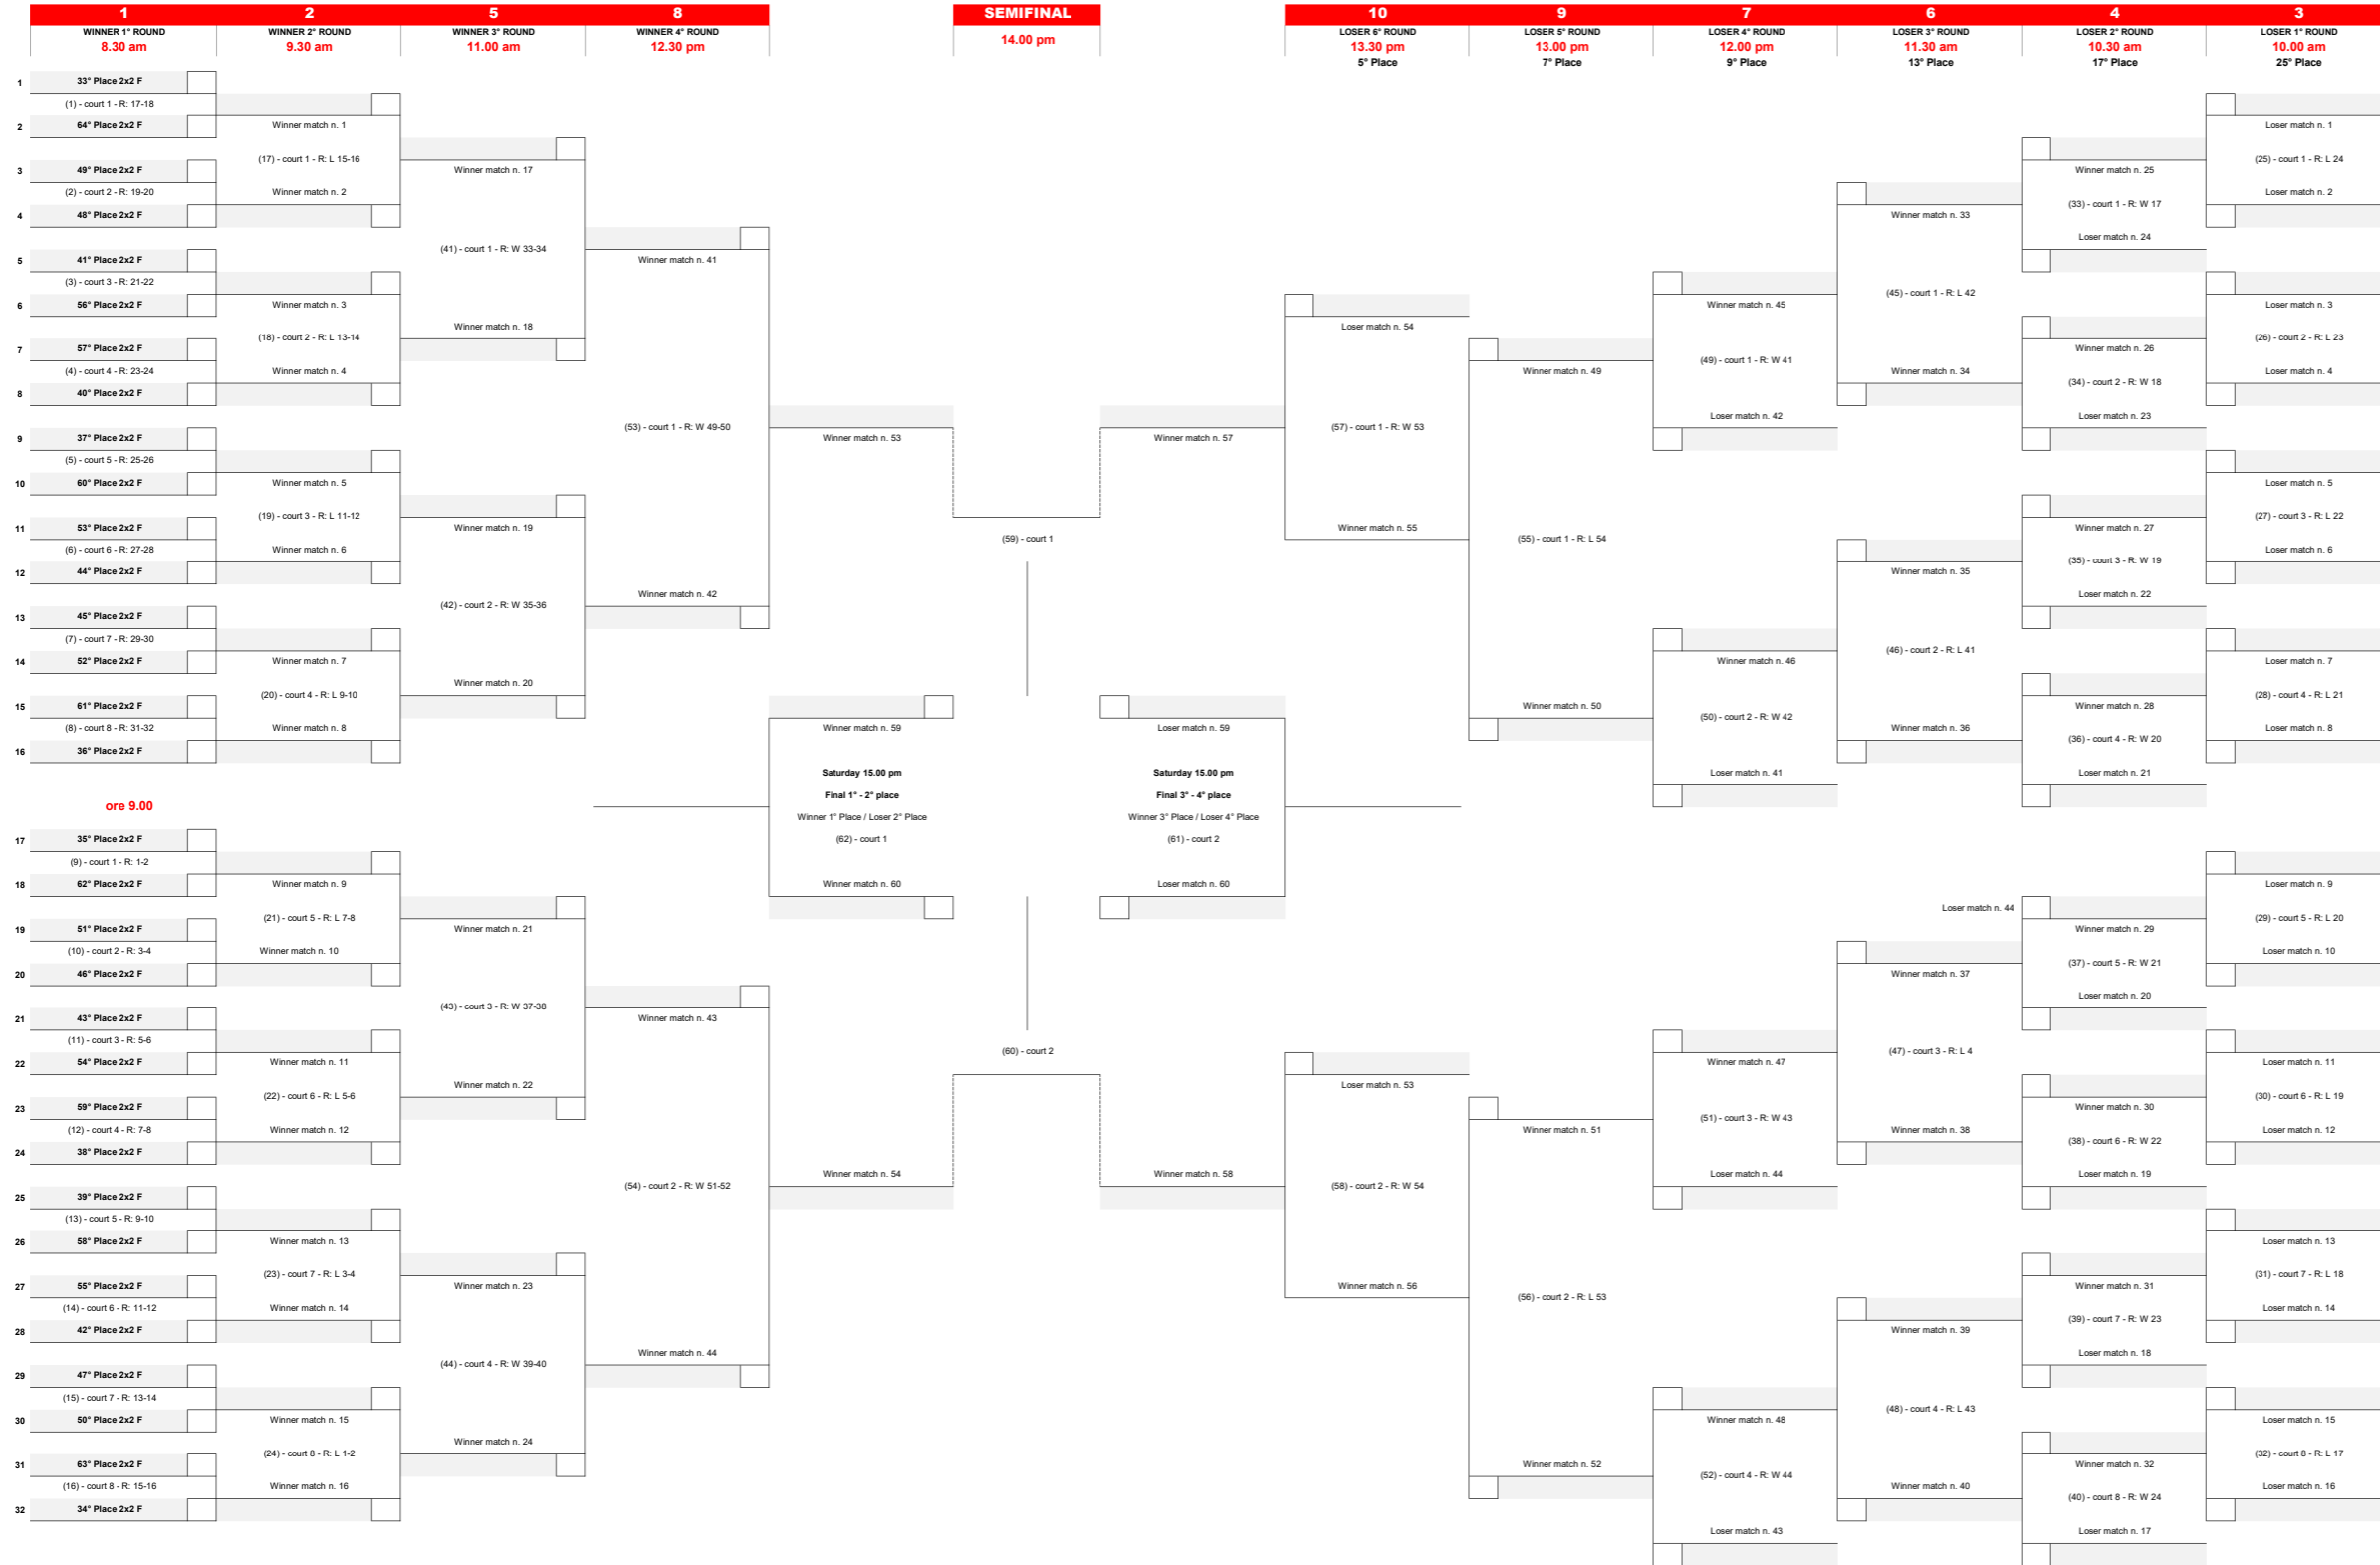 1
WINNER 1° ROUND
8.30 am
2
WINNER 2° ROUND
9.30 am
5
WINNER 3° ROUND
11.00 am
8
WINNER 4° ROUND
12.30 pm
SEMIFINAL
14.00 pm
10
LOSER 6° ROUND
13.30 pm
5° Place
9
LOSER 5° ROUND
13.00 pm
7° Place
7
LOSER 4° ROUND
12.00 pm
9° Place
6
LOSER 3° ROUND
11.30 am
13° Place
4
LOSER 2° ROUND
10.30 am
17° Place
3
LOSER 1° ROUND
10.00 am
25° Place
1 33° Place 2x2 F
(1) - court 1 - R: 17-18
2 64° Place 2x2 F
3 49° Place 2x2 F
(2) - court 2 - R: 19-20
4 48° Place 2x2 F
5 41° Place 2x2 F
(3) - court 3 - R: 21-22
6 56° Place 2x2 F
7 57° Place 2x2 F
(4) - court 4 - R: 23-24
8 40° Place 2x2 F
9 37° Place 2x2 F
(5) - court 5 - R: 25-26
10 60° Place 2x2 F
11 53° Place 2x2 F
(6) - court 6 - R: 27-28
12 44° Place 2x2 F
13 45° Place 2x2 F
(7) - court 7 - R: 29-30
14 52° Place 2x2 F
15 61° Place 2x2 F
(8) - court 8 - R: 31-32
16 36° Place 2x2 F
ore 9.00
17 35° Place 2x2 F
(9) - court 1 - R: 1-2
18 62° Place 2x2 F
19 51° Place 2x2 F
(10) - court 2 - R: 3-4
20 46° Place 2x2 F
21 43° Place 2x2 F
(11) - court 3 - R: 5-6
22 54° Place 2x2 F
23 59° Place 2x2 F
(12) - court 4 - R: 7-8
24 38° Place 2x2 F
25 39° Place 2x2 F
(13) - court 5 - R: 9-10
26 58° Place 2x2 F
27 55° Place 2x2 F
(14) - court 6 - R: 11-12
28 42° Place 2x2 F
29 47° Place 2x2 F
(15) - court 7 - R: 13-14
30 50° Place 2x2 F
31 63° Place 2x2 F
(16) - court 8 - R: 15-16
32 34° Place 2x2 F
Winner match n. 1
(17) - court 1 - R: L 15-16
Winner match n. 2
Winner match n. 3
(18) - court 2 - R: L 13-14
Winner match n. 4
Winner match n. 5
(19) - court 3 - R: L 11-12
Winner match n. 6
Winner match n. 7
(20) - court 4 - R: L 9-10
Winner match n. 8
Winner match n. 9
(21) - court 5 - R: L 7-8
Winner match n. 10
Winner match n. 11
(22) - court 6 - R: L 5-6
Winner match n. 12
Winner match n. 13
(23) - court 7 - R: L 3-4
Winner match n. 14
Winner match n. 15
(24) - court 8 - R: L 1-2
Winner match n. 16
Winner match n. 17
(41) - court 1 - R: W 33-34
Winner match n. 18
Winner match n. 19
(42) - court 2 - R: W 35-36
Winner match n. 20
Winner match n. 21
(43) - court 3 - R: W 37-38
Winner match n. 22
Winner match n. 23
(44) - court 4 - R: W 39-40
Winner match n. 24
Winner match n. 41
(53) - court 1 - R: W 49-50
Winner match n. 42
Winner match n. 43
(54) - court 2 - R: W 51-52
Winner match n. 44
Winner match n. 53
Winner match n. 59
Saturday 15.00 pm
Final 1° - 2° place
Winner 1° Place / Loser 2° Place
(62) - court 1
Winner match n. 60
Winner match n. 54
(59) - court 1
(60) - court 2
Winner match n. 57
Loser match n. 59
Saturday 15.00 pm
Final 3° - 4° place
Winner 3° Place / Loser 4° Place
(61) - court 2
Loser match n. 60
Winner match n. 58
Loser match n. 54
(57) - court 1 - R: W 53
Winner match n. 55
Loser match n. 53
(58) - court 2 - R: W 54
Winner match n. 56
Winner match n. 49
(55) - court 1 - R: L 54
Winner match n. 50
Winner match n. 51
(56) - court 2 - R: L 53
Winner match n. 52
Winner match n. 45
(49) - court 1 - R: W 41
Loser match n. 42
Winner match n. 46
(50) - court 2 - R: W 42
Loser match n. 41
Winner match n. 47
(51) - court 3 - R: W 43
Loser match n. 44
Winner match n. 48
(52) - court 4 - R: W 44
Loser match n. 43
Winner match n. 33
(45) - court 1 - R: L 42
Winner match n. 34
Winner match n. 35
(46) - court 2 - R: L 41
Winner match n. 36
Loser match n. 44
Winner match n. 37
(47) - court 3 - R: L 4
Winner match n. 38
Winner match n. 39
(48) - court 4 - R: L 43
Winner match n. 40
Winner match n. 25
(33) - court 1 - R: W 17
Loser match n. 24
Winner match n. 26
(34) - court 2 - R: W 18
Loser match n. 23
Winner match n. 27
(35) - court 3 - R: W 19
Loser match n. 22
Winner match n. 28
(36) - court 4 - R: W 20
Loser match n. 21
Winner match n. 29
(37) - court 5 - R: W 21
Loser match n. 20
Winner match n. 30
(38) - court 6 - R: W 22
Loser match n. 19
Winner match n. 31
(39) - court 7 - R: W 23
Loser match n. 18
Winner match n. 32
(40) - court 8 - R: W 24
Loser match n. 17
Loser match n. 1
(25) - court 1 - R: L 24
Loser match n. 2
Loser match n. 3
(26) - court 2 - R: L 23
Loser match n. 4
Loser match n. 5
(27) - court 3 - R: L 22
Loser match n. 6
Loser match n. 7
(28) - court 4 - R: L 21
Loser match n. 8
Loser match n. 9
(29) - court 5 - R: L 20
Loser match n. 10
Loser match n. 11
(30) - court 6 - R: L 19
Loser match n. 12
Loser match n. 13
(31) - court 7 - R: L 18
Loser match n. 14
Loser match n. 15
(32) - court 8 - R: L 17
Loser match n. 16